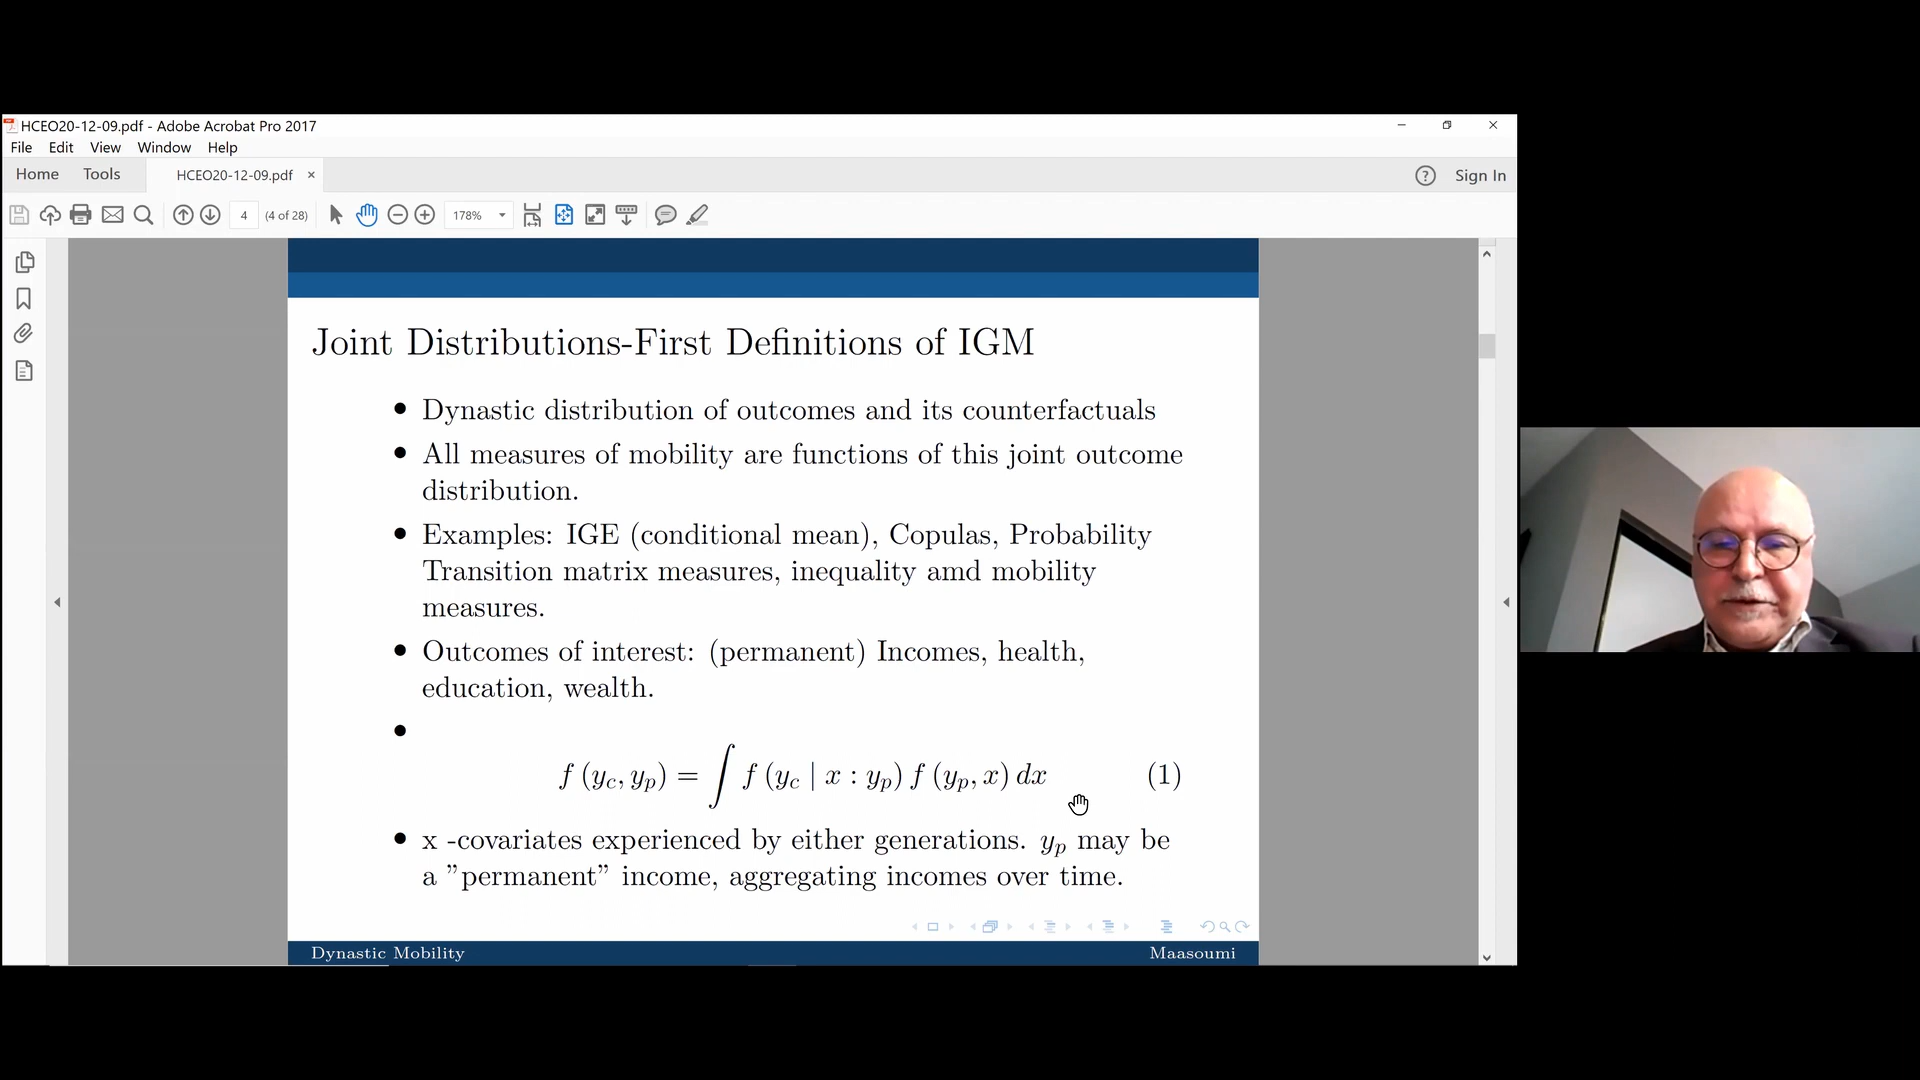 HCEO20-12-09.pdf - Adobe Acrobat Pro 2017
File Edit View Window Help
Home Tools HCEO20-12-09.pdf × Sign In
4 (4 of 28) 178%
Joint Distributions-First Definitions of IGM
• Dynastic distribution of outcomes and its counterfactuals
• All measures of mobility are functions of this joint outcome
distribution.
• Examples: IGE (conditional mean), Copulas, Probability
Transition matrix measures, inequality amd mobility
measures.
• Outcomes of interest: (permanent) Incomes, health,
education, wealth.
•
f (y_c, y_p) = ∫ f (y_c | x : y_p) f (y_p, x) dx (1)
• x -covariates experienced by either generations. y_p may be
a ”permanent” income, aggregating incomes over time.
Dynastic Mobility Maasoumi